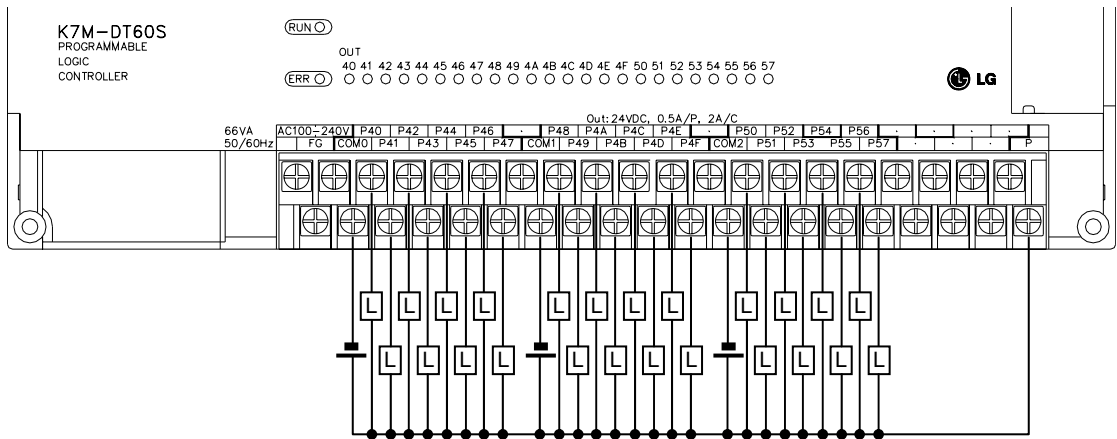 K7M-DT60S
PROGRAMMABLE
LOGIC
CONTROLLER
RUN
ERR
OUT
40 41 42 43 44 45 46 47 48 49 4A 4B 4C 4D 4E 4F 50 51 52 53 54 55 56 57
LG
Out:24VDC, 0.5A/P, 2A/C
66VA AC100-240V P40 P42 P44 P46 · P48 P4A P4C P4E · P50 P52 P54 P56 · · · ·
50/60Hz FG COM0 P41 P43 P45 P47 COM1 P49 P4B P4D P4F COM2 P51 P53 P55 P57 · · · P
L L L L L L L L L L L L
L L L L L L L L L L L L